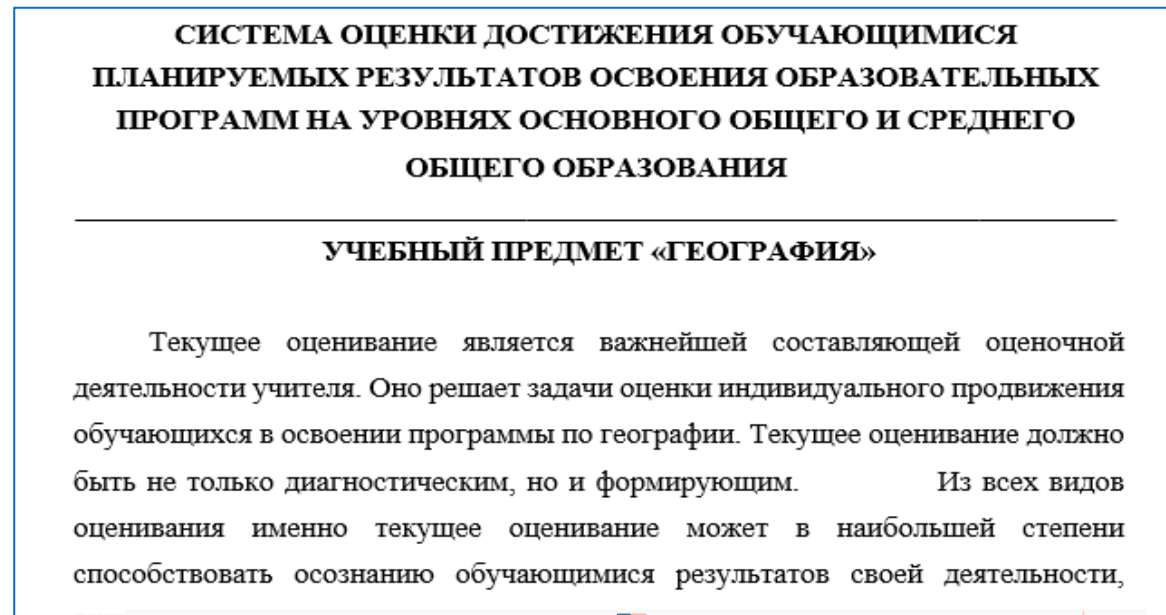 СИСТЕМА ОЦЕНКИ ДОСТИЖЕНИЯ ОБУЧАЮЩИМИСЯ
ПЛАНИРУЕМЫХ РЕЗУЛЬТАТОВ ОСВОЕНИЯ ОБРАЗОВАТЕЛЬНЫХ
ПРОГРАММ НА УРОВНЯХ ОСНОВНОГО ОБЩЕГО И СРЕДНЕГО
ОБЩЕГО ОБРАЗОВАНИЯ
УЧЕБНЫЙ ПРЕДМЕТ «ГЕОГРАФИЯ»
Текущее оценивание является важнейшей составляющей оценочной
деятельности учителя. Оно решает задачи оценки индивидуального продвижения
обучающихся в освоении программы по географии. Текущее оценивание должно
быть не только диагностическим, но и формирующим. Из всех видов
оценивания именно текущее оценивание может в наибольшей степени
способствовать осознанию обучающимися результатов своей деятельности,